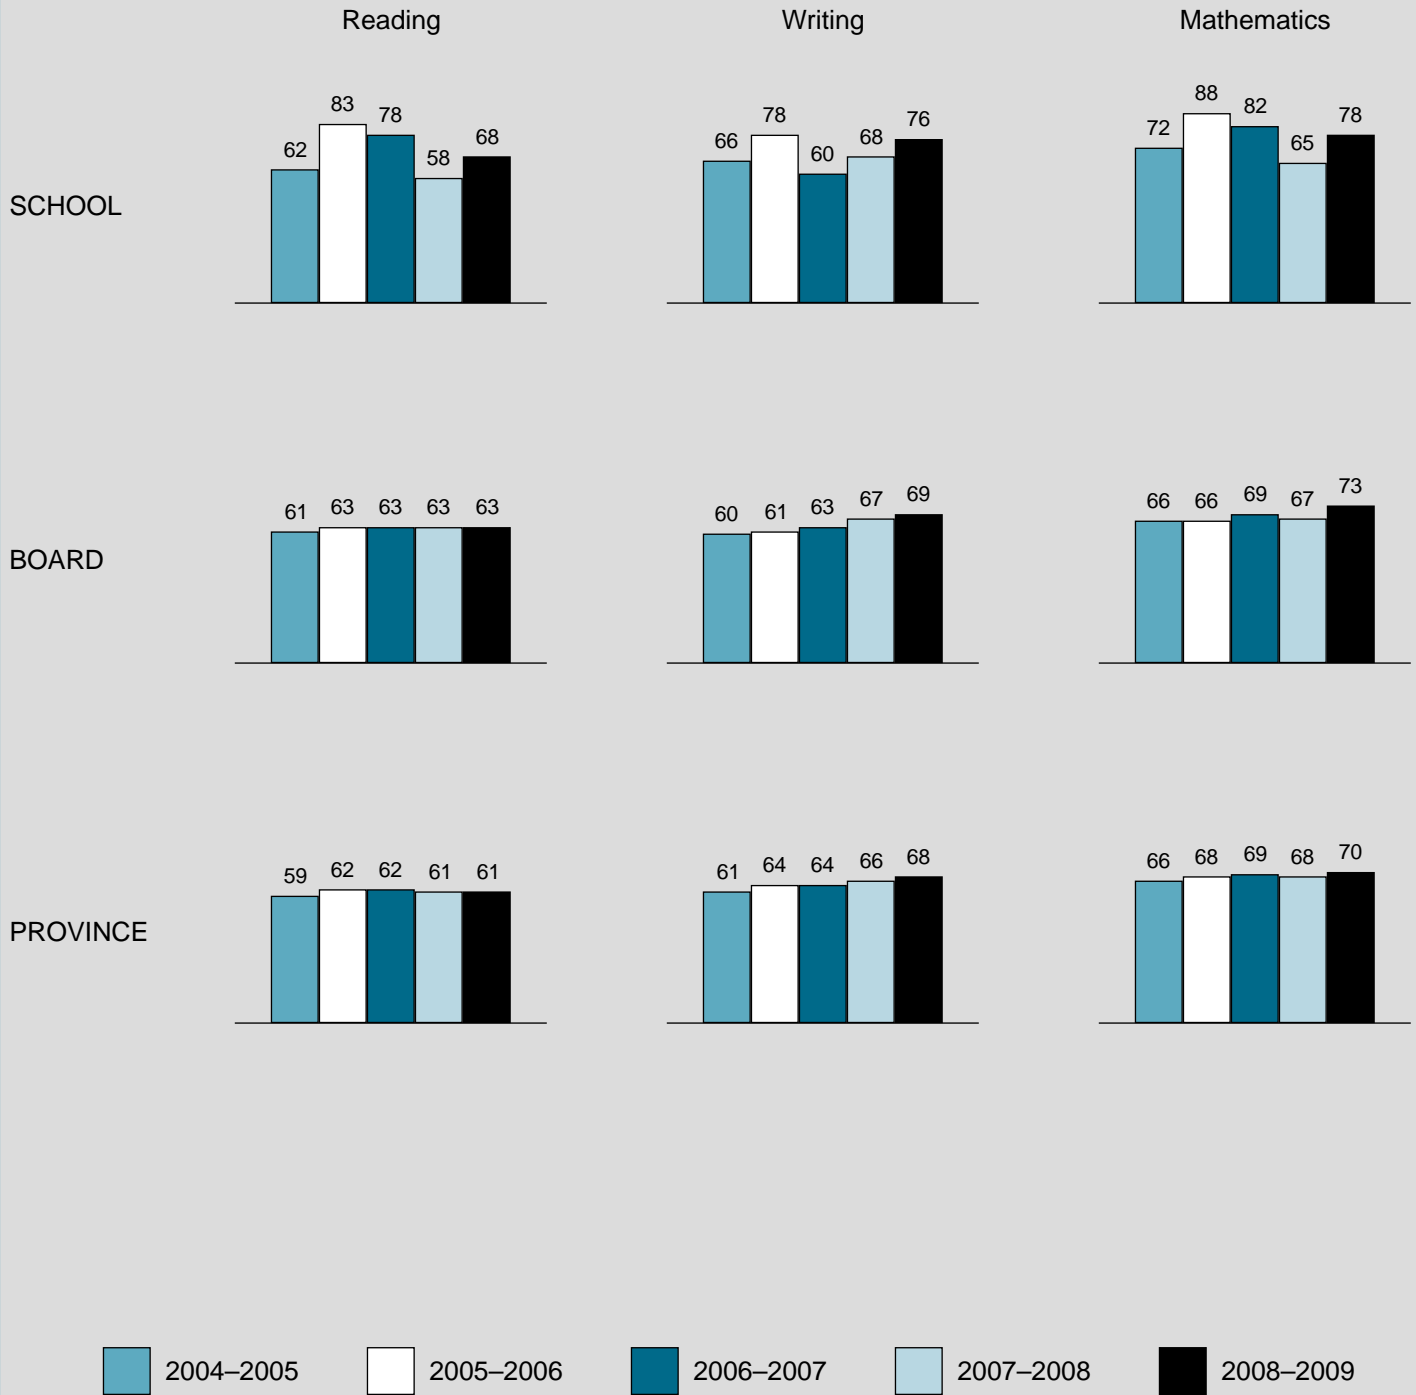 Reading Writing Mathematics
SCHOOL
62 83 78 58 68
66 78 60 68 76
72 88 82 65 78
BOARD
61 63 63 63 63
60 61 63 67 69
66 66 69 67 73
PROVINCE
59 62 62 61 61
61 64 64 66 68
66 68 69 68 70
2004–2005 2005–2006 2006–2007 2007–2008 2008–2009